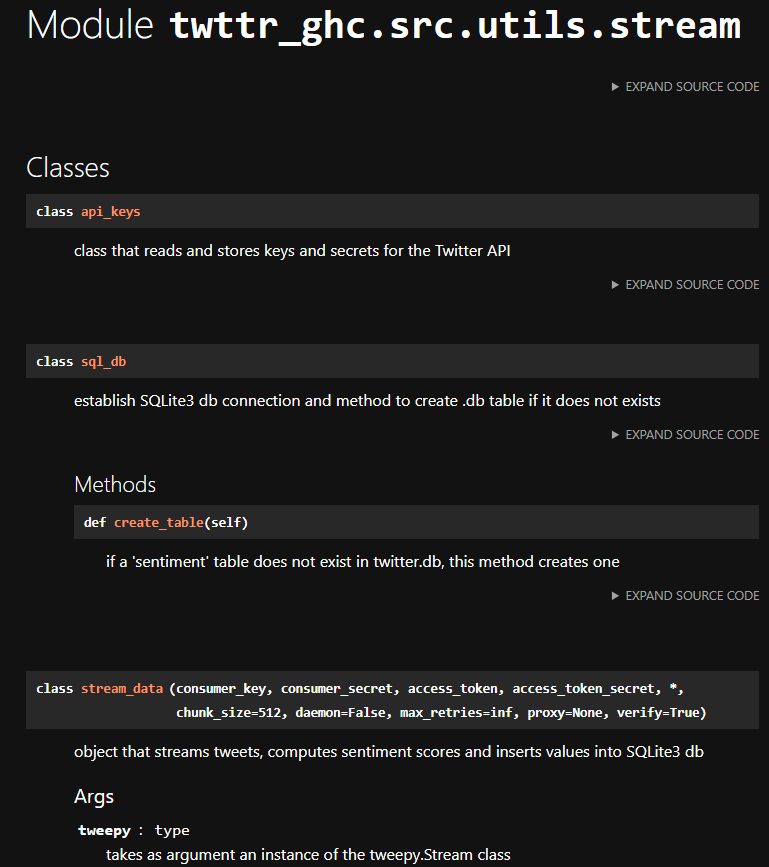 Module twttr_ghc.src.utils.stream
EXPAND SOURCE CODE
Classes
class api_keys
class that reads and stores keys and secrets for the Twitter API
EXPAND SOURCE CODE
class sql_db
establish SQLite3 db connection and method to create .db table if it does not exists
EXPAND SOURCE CODE
Methods
def create_table(self)
if a 'sentiment' table does not exist in twitter.db, this method creates one
EXPAND SOURCE CODE
class stream_data (consumer_key, consumer_secret, access_token, access_token_secret, *,
chunk_size=512, daemon=False, max_retries=inf, proxy=None, verify=True)
object that streams tweets, computes sentiment scores and inserts values into SQLite3 db
Args
tweepy : type
takes as argument an instance of the tweepy.Stream class